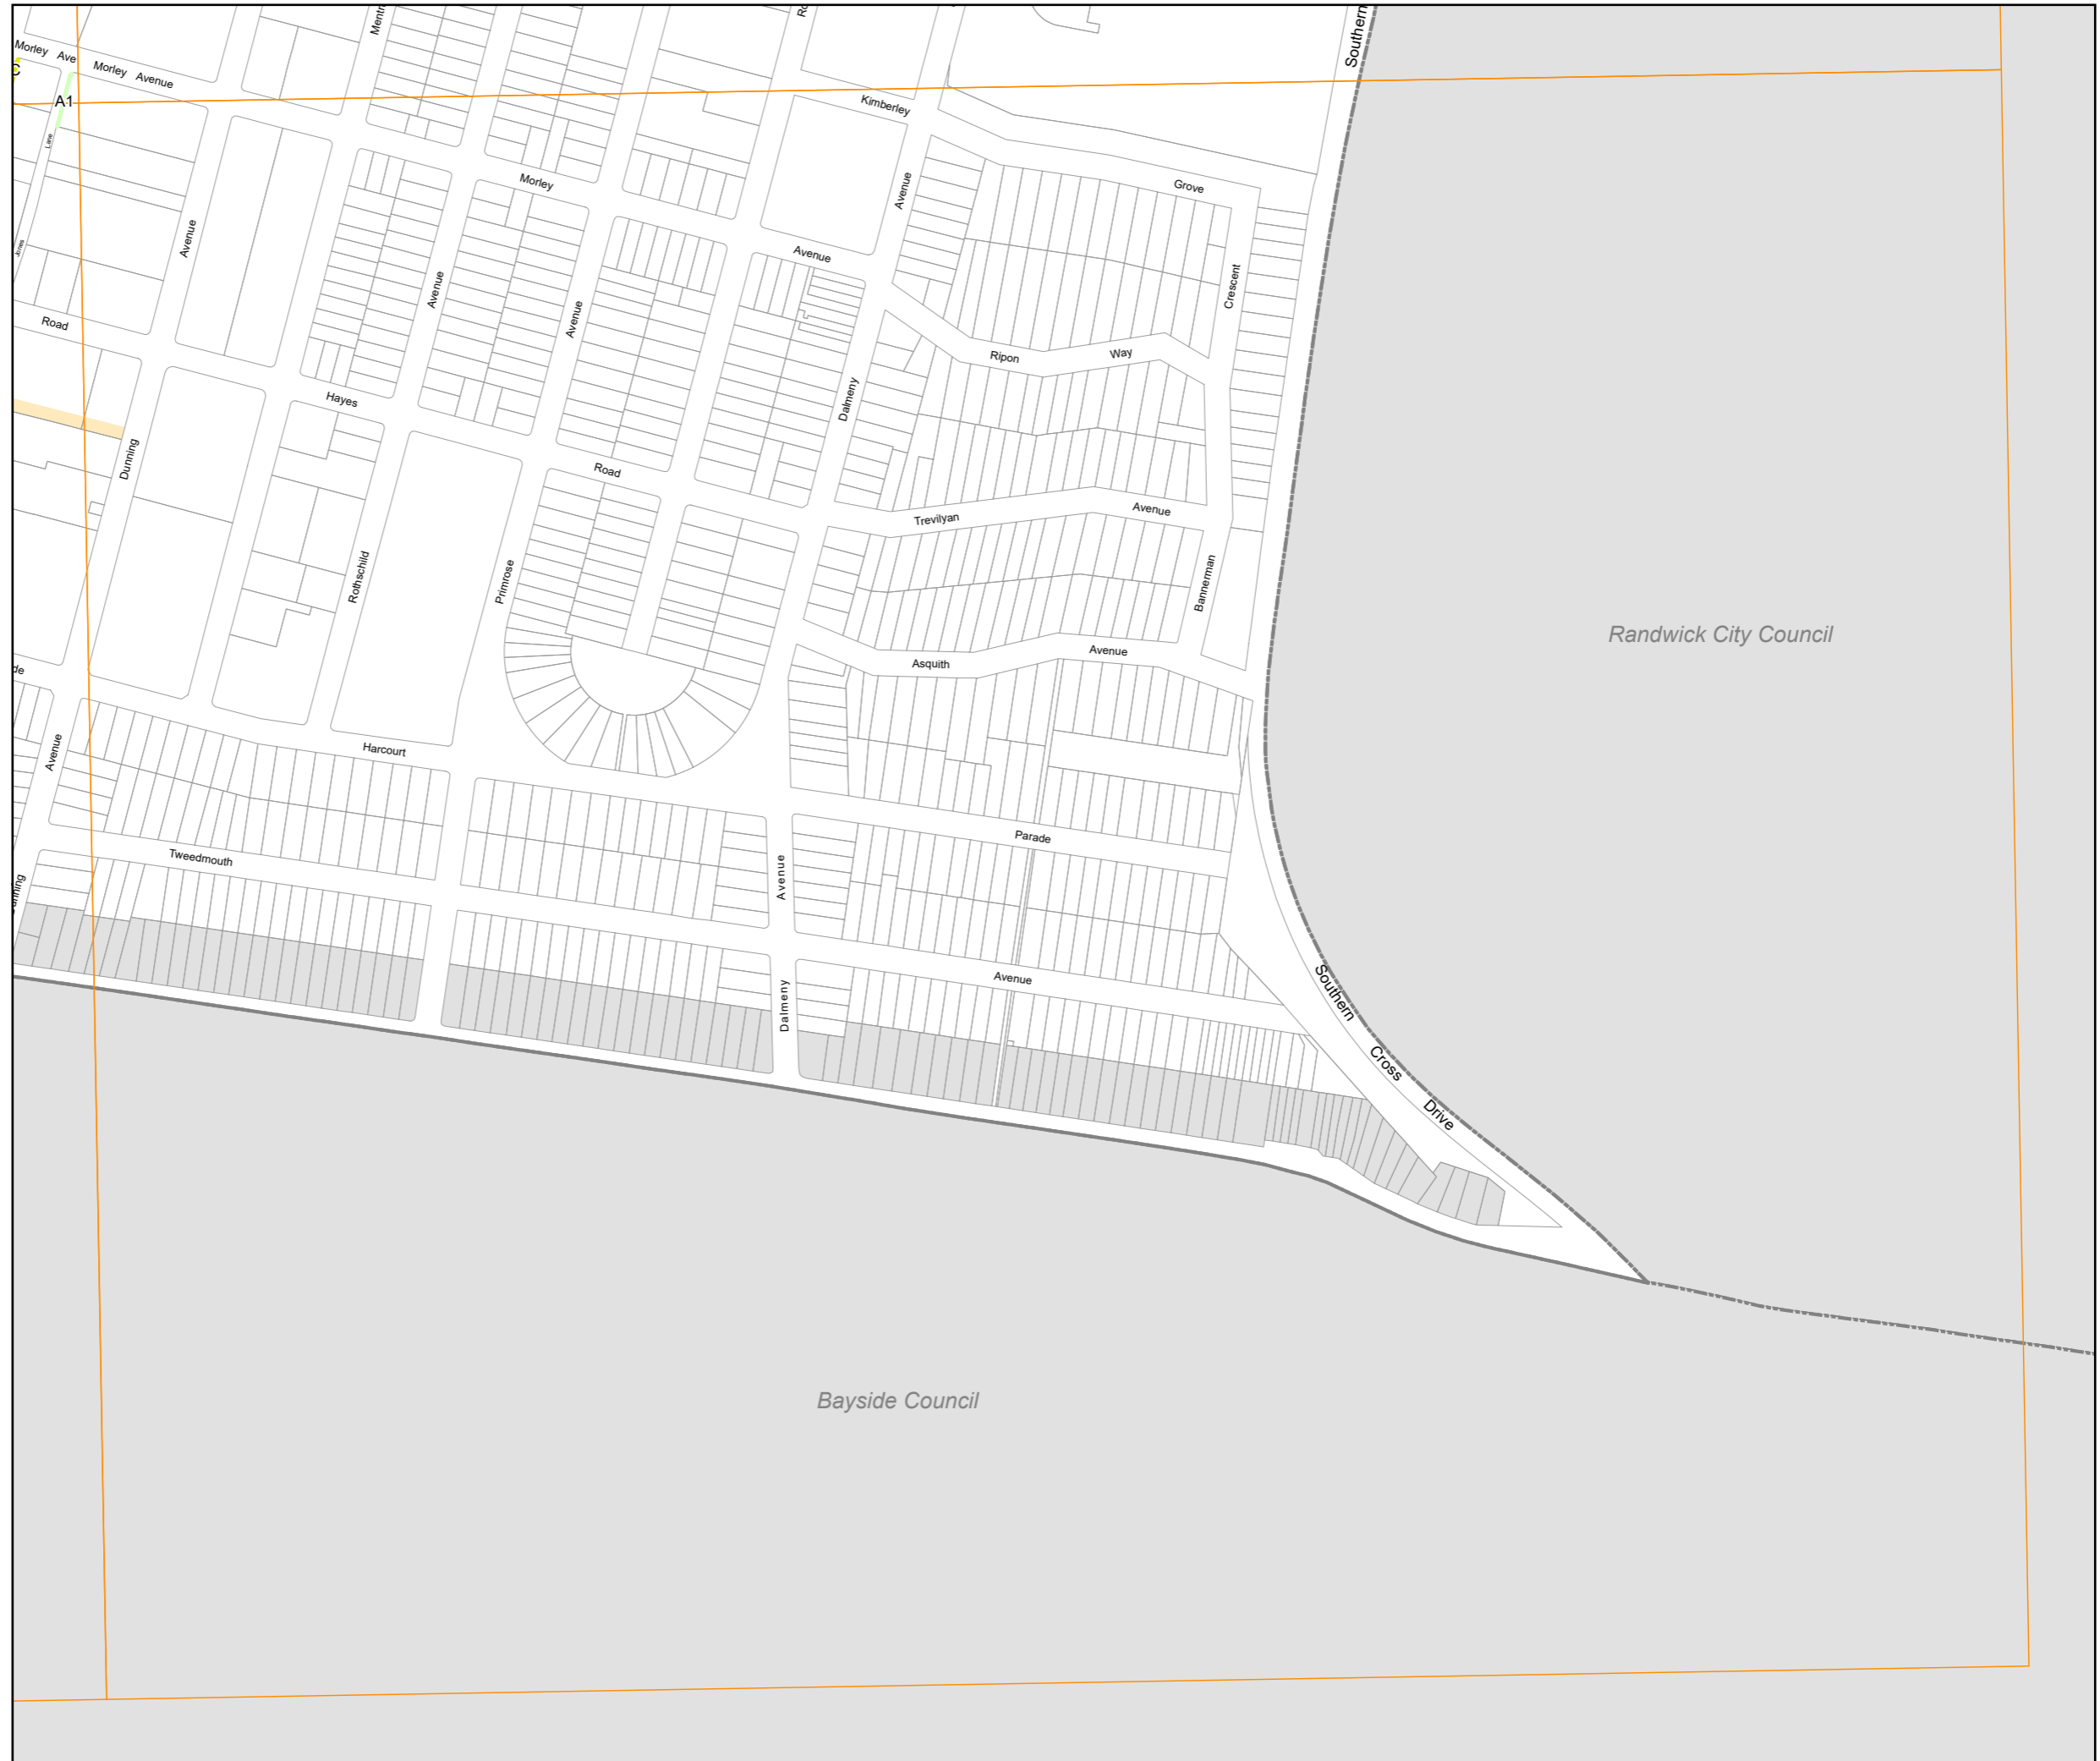 Southern
Morley Ave
Morley Avenue
C
A1
Lane
Kimberley
Morley
Avenue
Grove
Avenue
Avenue
Crescent
Avenue
Avenue
Road
Ripon Way
Hayes
Dalmeny
Dunning
Road
Trevilyan Avenue
Rothschild
Primrose
Bannerman
Randwick City Council
Asquith Avenue
Avenue
Harcourt
Parade
Tweedmouth
Avenue
Avenue
Dalmeny
Southern
Cross
Drive
Bayside Council